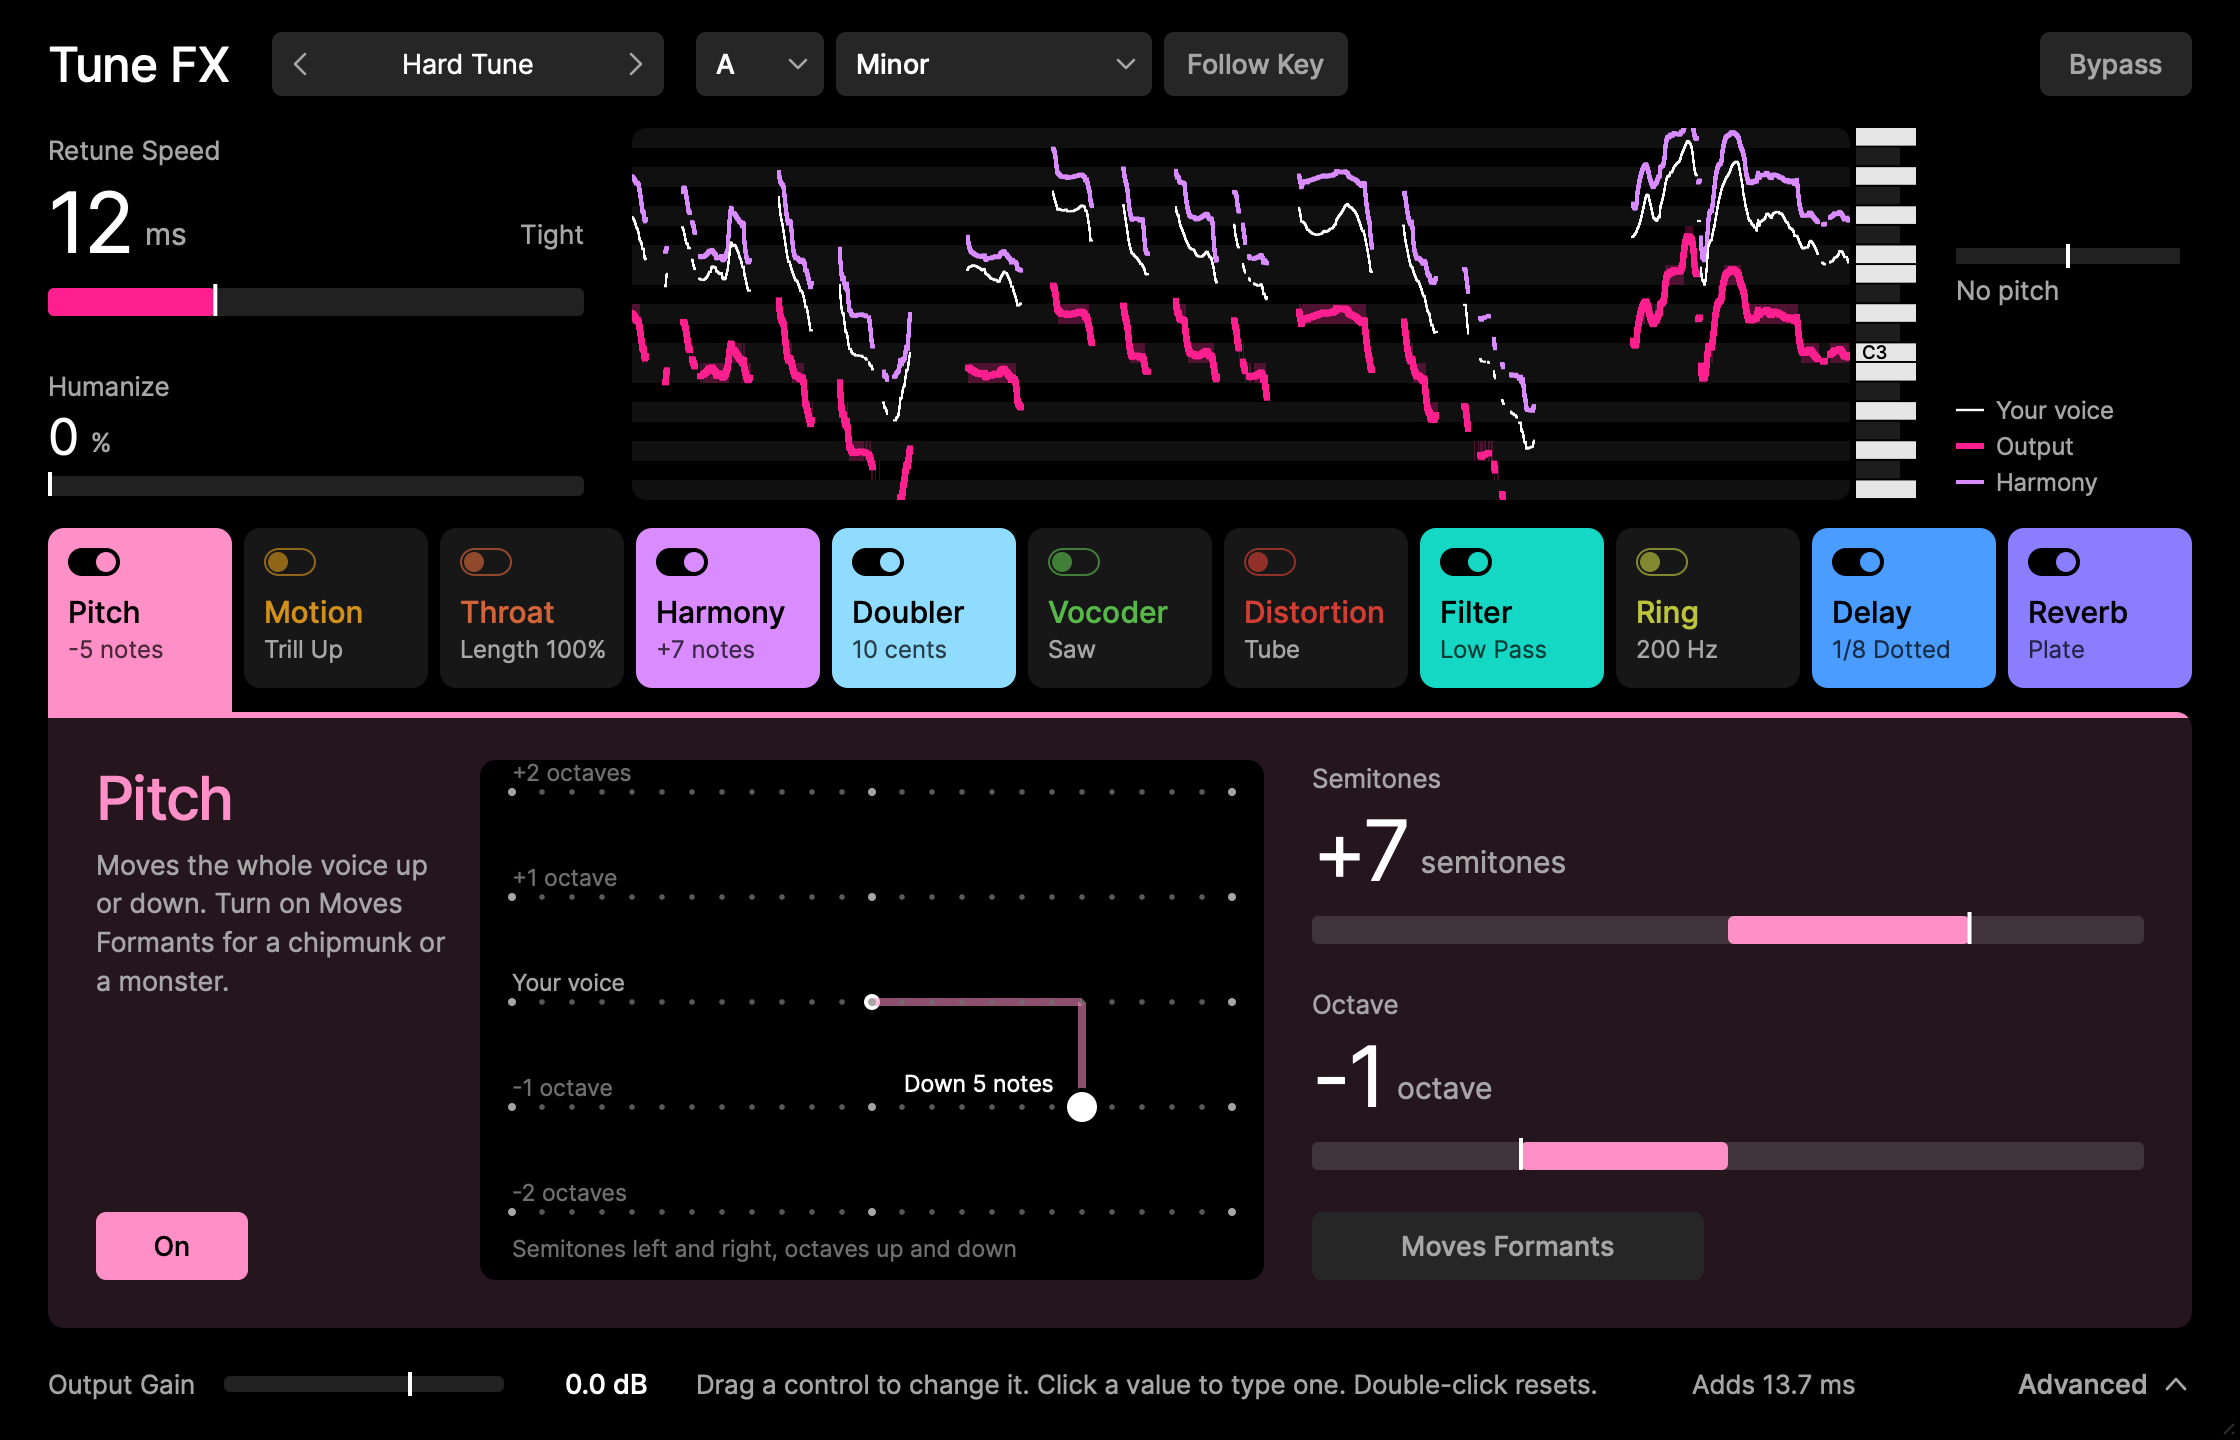 Tune FX
Hard Tune
A
Minor
Follow Key
Bypass
Retune Speed
12 ms
Tight
Humanize
0 %
C3
No pitch
Your voice
Output
Harmony
Pitch
-5 notes
Motion
Trill Up
Throat
Length 100%
Harmony
+7 notes
Doubler
10 cents
Vocoder
Saw
Distortion
Tube
Filter
Low Pass
Ring
200 Hz
Delay
1/8 Dotted
Reverb
Plate
Pitch
Moves the whole voice up
or down. Turn on Moves
Formants for a chipmunk or
a monster.
On
+2 octaves
+1 octave
Your voice
Down 5 notes
-1 octave
-2 octaves
Semitones left and right, octaves up and down
Semitones
+7 semitones
Octave
-1 octave
Moves Formants
Output Gain
0.0 dB
Drag a control to change it. Click a value to type one. Double-click resets.
Adds 13.7 ms
Advanced